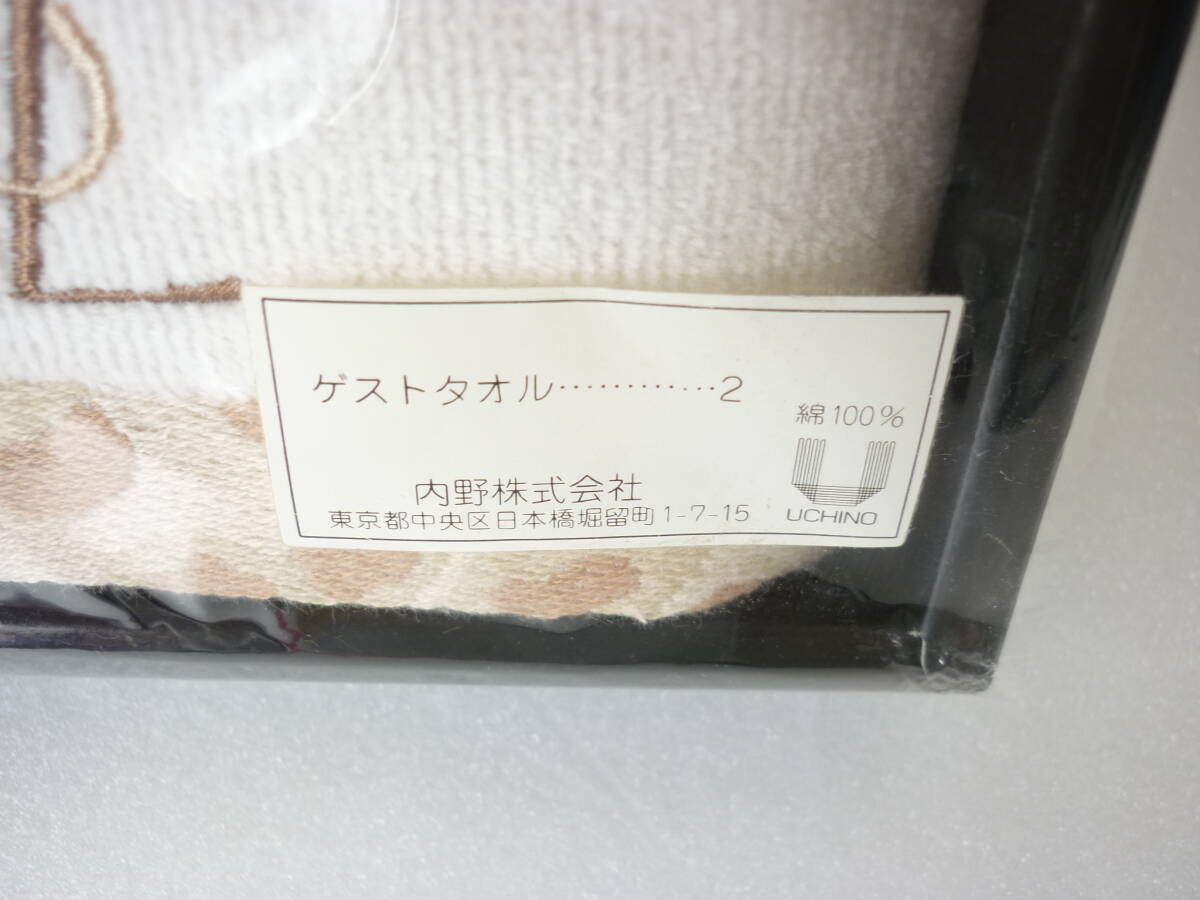 ゲストタオル…………2
綿100%
内野株式会社
東京都中央区日本橋堀留町1-7-15
UCHINO